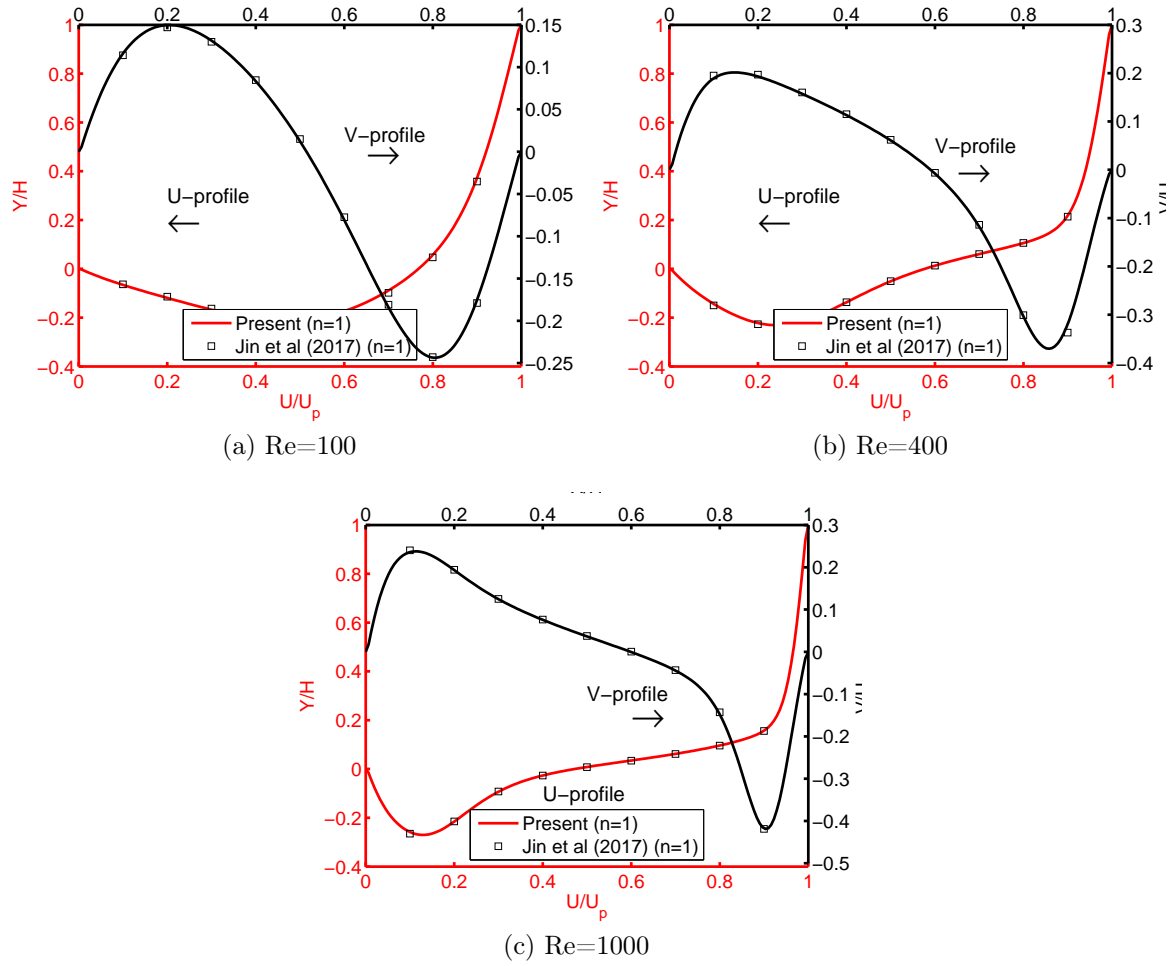 0 0.2 0.4 0.6 0.8 1
1 0.15
0.8 0.1
0.6 0.05
0.4 0
0.2 −0.05
0 −0.1
−0.2 −0.15
−0.4 −0.2
−0.25
Y/H
V−profile
U−profile
Present (n=1)
Jin et al (2017) (n=1)
0 0.2 0.4 0.6 0.8 1
U/Up
(a) Re=100
0 0.2 0.4 0.6 0.8 1
1 0.3
0.8 0.2
0.6 0.1
0.4 0
0.2 −0.1
0 −0.2
−0.2 −0.3
−0.4 −0.4
Y/H
V−profile
U−profile
Present (n=1)
Jin et al (2017) (n=1)
0 0.2 0.4 0.6 0.8 1
U/Up
(b) Re=400
0 0.2 0.4 0.6 0.8 1
1 0.3
0.8 0.2
0.6 0.1
0.4 0
0.2 −0.1
0 −0.2
−0.2 −0.3
−0.4 −0.4
−0.5
Y/H
V−profile
U−profile
Present (n=1)
Jin et al (2017) (n=1)
0 0.2 0.4 0.6 0.8 1
U/Up
(c) Re=1000